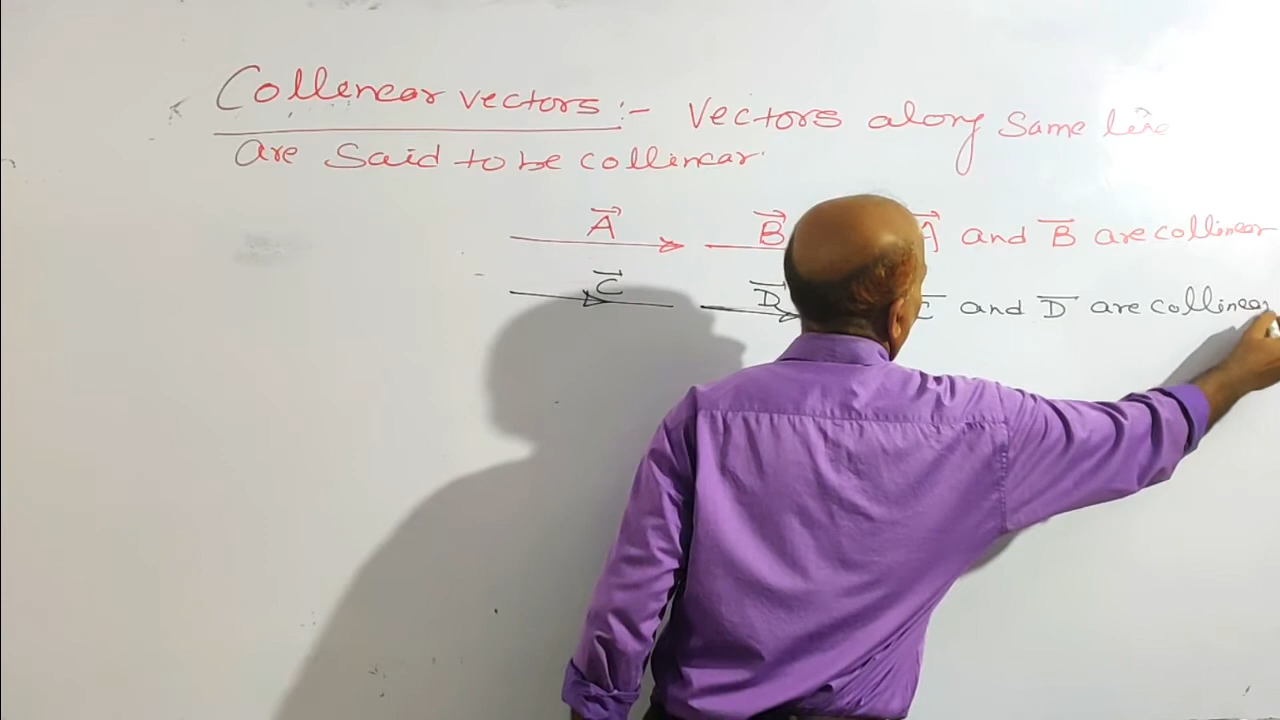 Collinear vectors :- Vectors along same line
are said to be collinear.
A B A and B are collinear
C D C and D are collinear